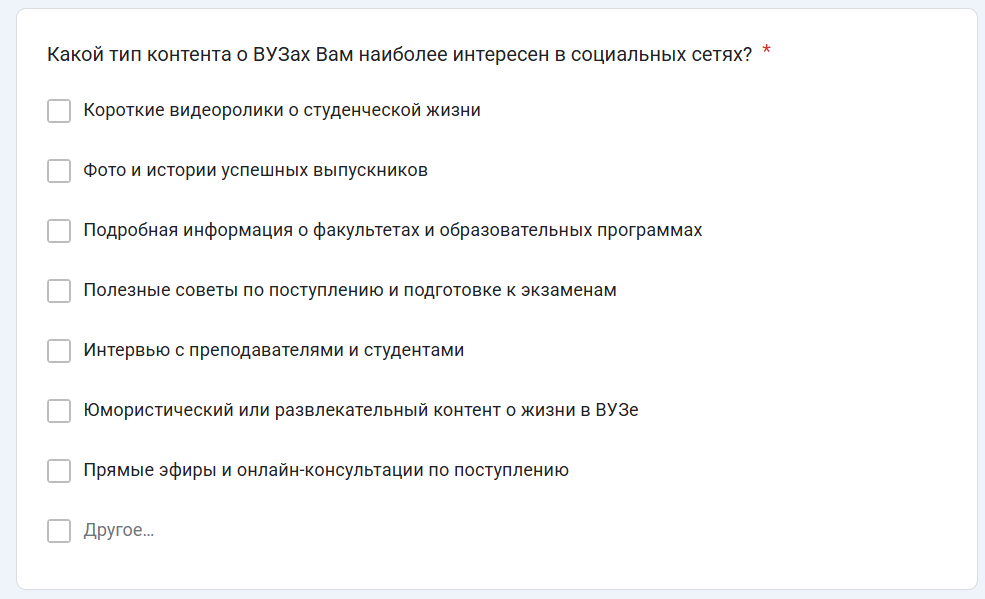 Какой тип контента о ВУЗах Вам наиболее интересен в социальных сетях? *
Короткие видеоролики о студенческой жизни
Фото и истории успешных выпускников
Подробная информация о факультетах и образовательных программах
Полезные советы по поступлению и подготовке к экзаменам
Интервью с преподавателями и студентами
Юмористический или развлекательный контент о жизни в ВУЗе
Прямые эфиры и онлайн-консультации по поступлению
Другое…